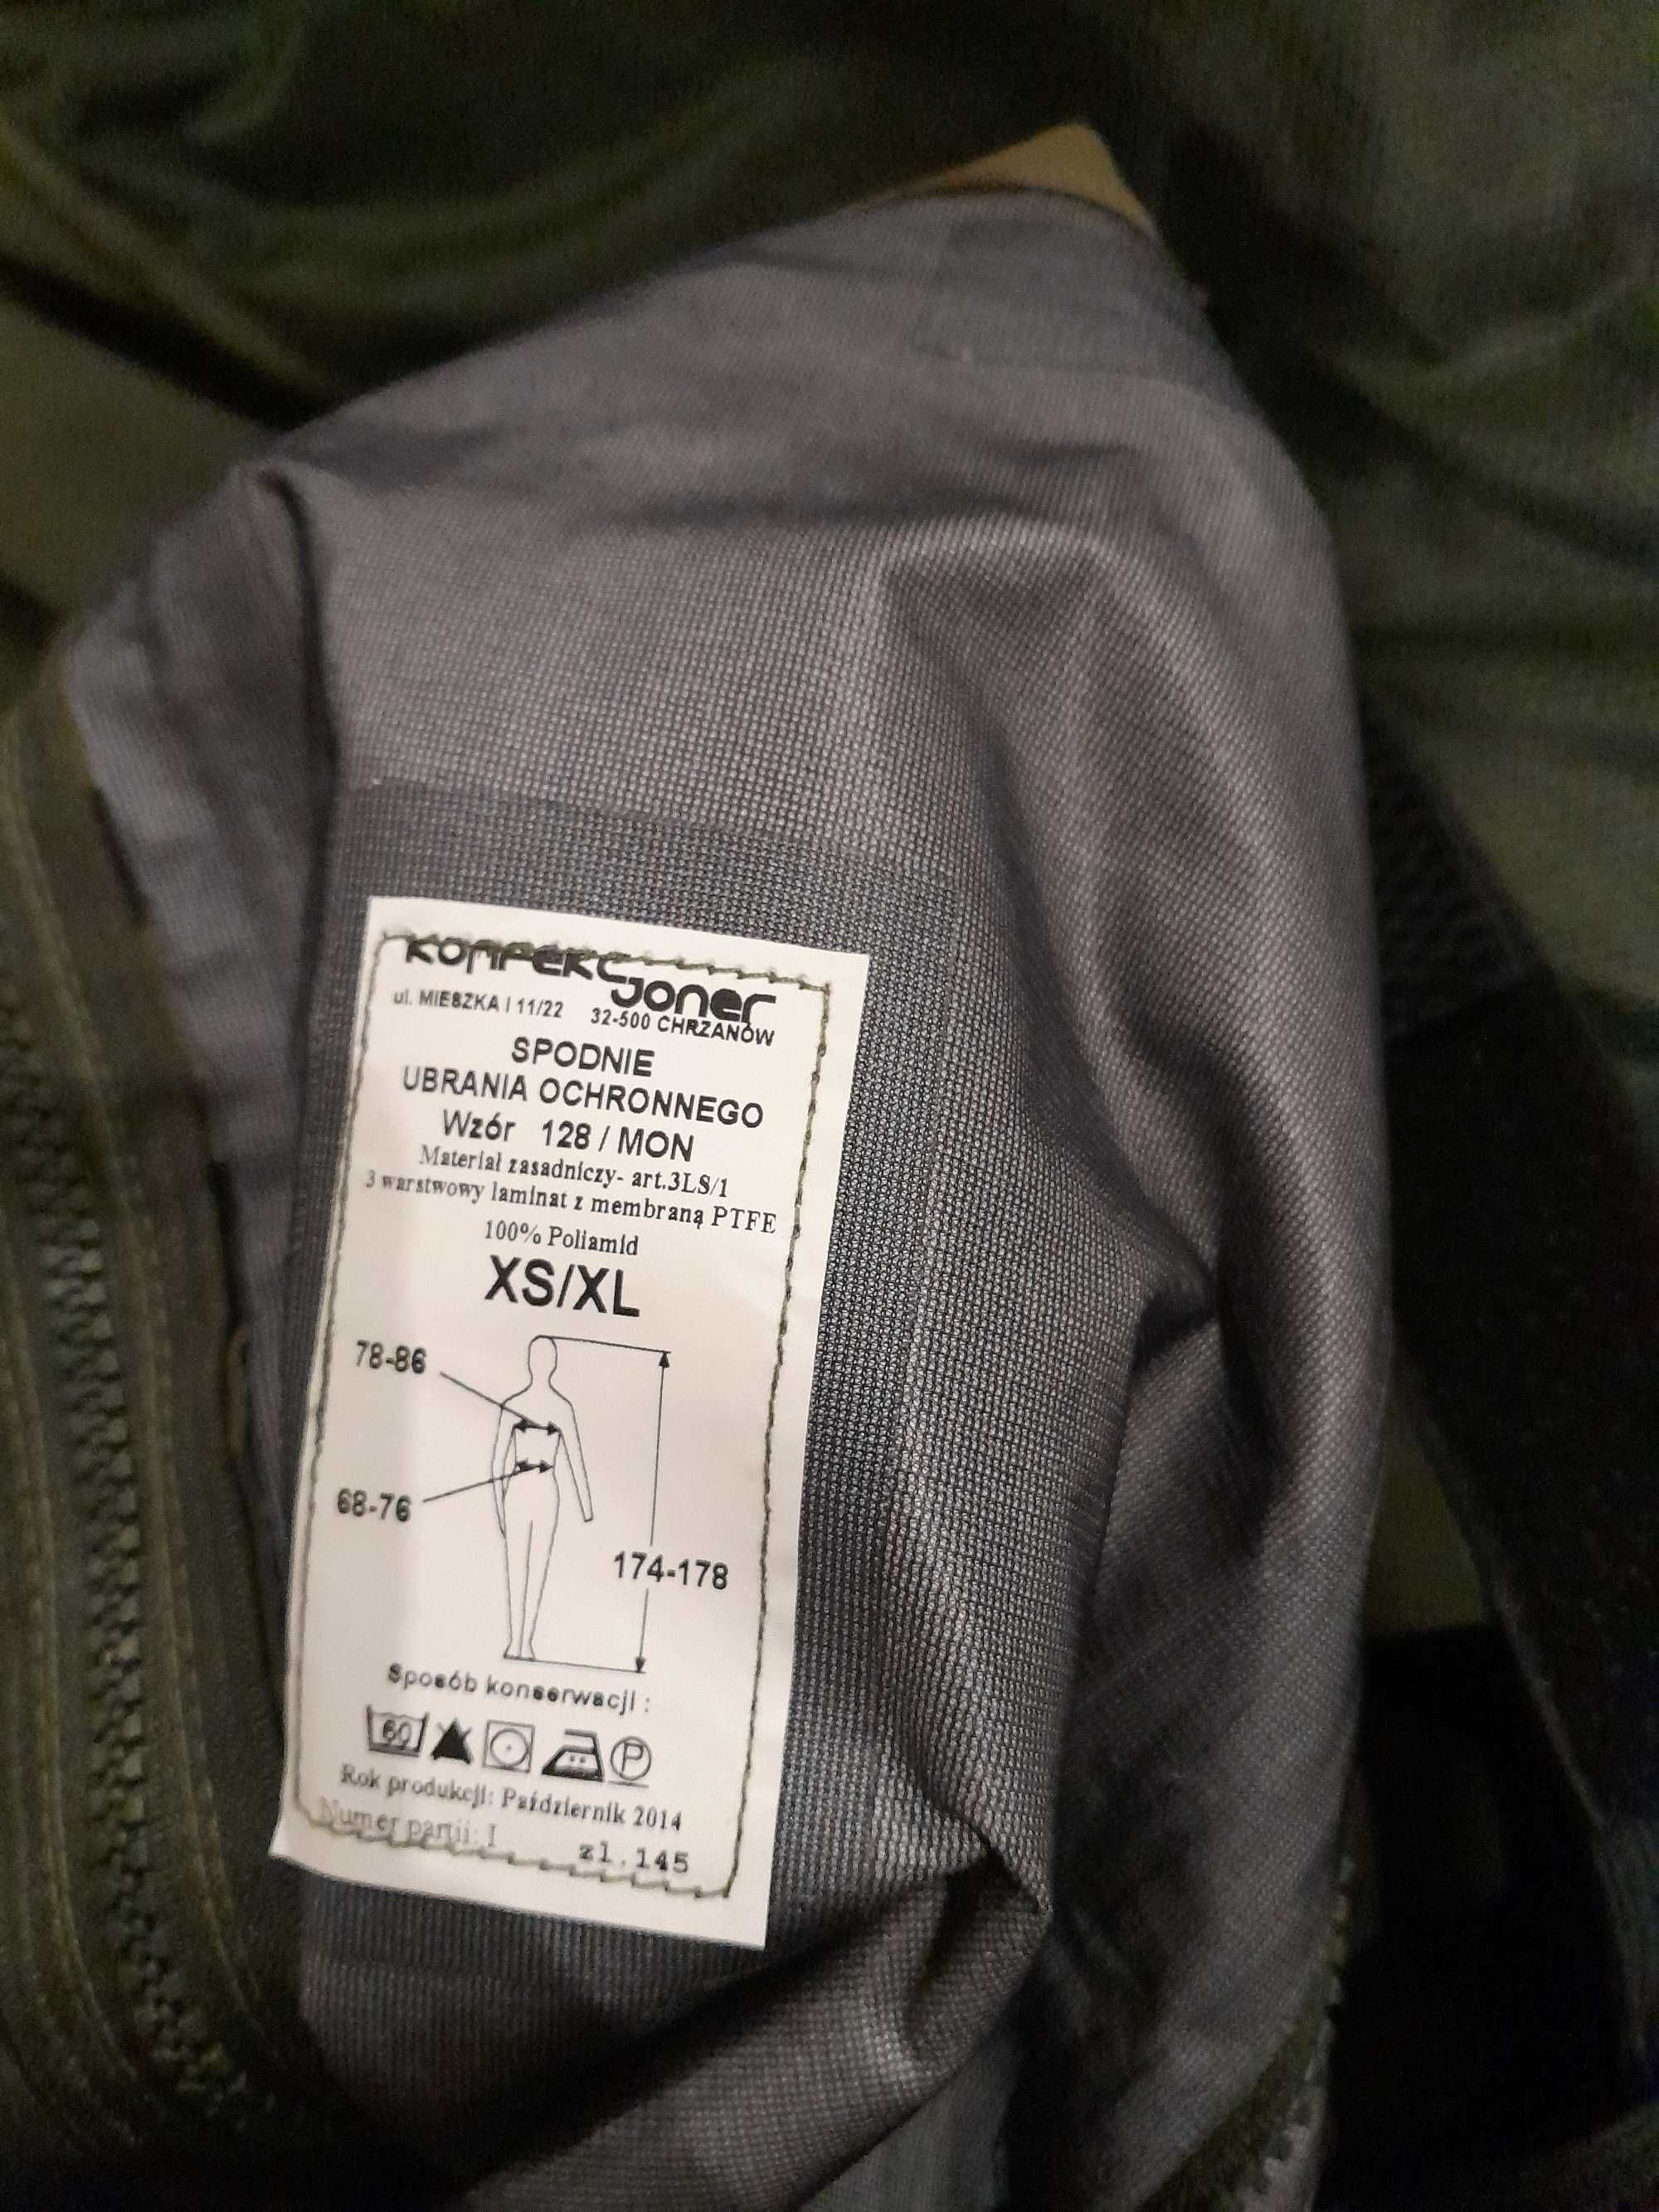 KOMFEKCJONER
ul. MIESZKA I 11/22 32-500 CHRZANÓW
SPODNIE
UBRANIA OCHRONNEGO
Wzór 128 / MON
Materiał zasadniczy- art.3LS/1
3 warstwowy laminat z membraną PTFE
100% Poliamid
XS/XL
78-86
68-76
174-178
Sposób konserwacji :
60 P
Rok produkcji: Październik 2014
Numer partii: I zl.145